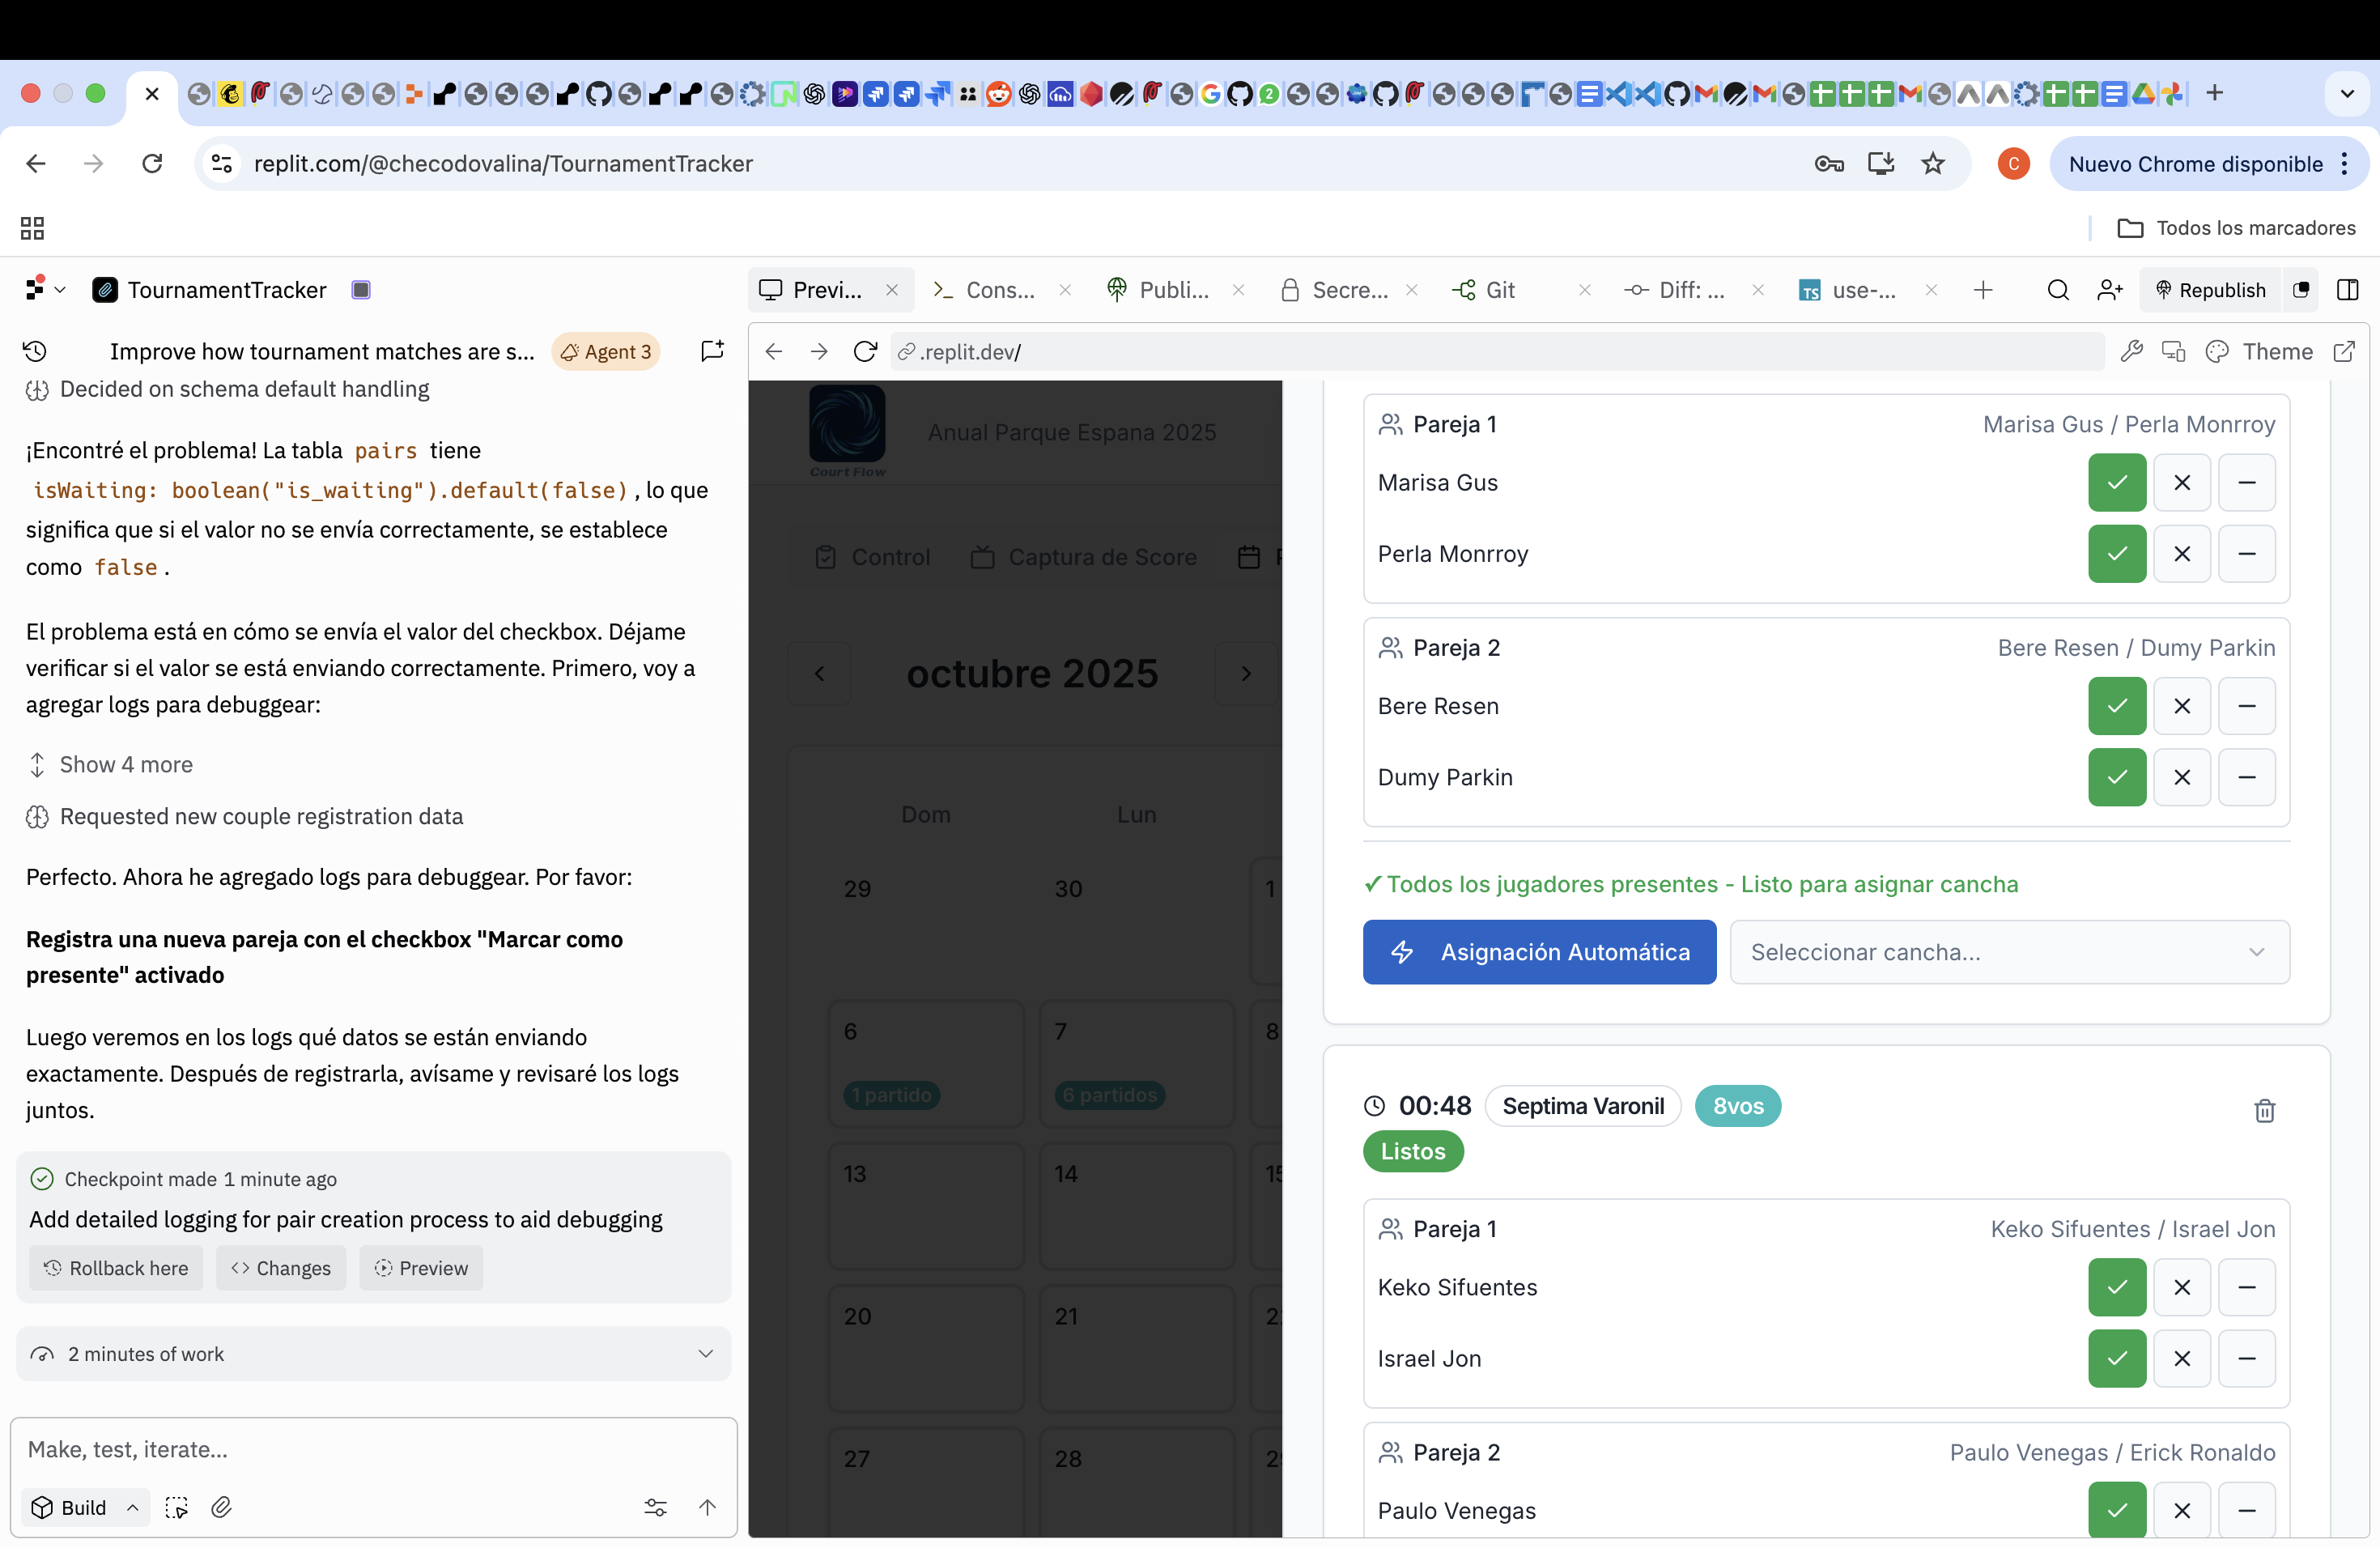 replit.com/@checodovalina/TournamentTracker
C
Nuevo Chrome disponible
Todos los marcadores
TournamentTracker
Previ...
Cons...
Publi...
Secre...
Git
Diff: ...
TS use-...
Republish
Improve how tournament matches are s...
Agent 3
Decided on schema default handling
¡Encontré el problema! La tabla pairs tiene
isWaiting: boolean("is_waiting").default(false), lo que
significa que si el valor no se envía correctamente, se establece
como false.
El problema está en cómo se envía el valor del checkbox. Déjame
verificar si el valor se está enviando correctamente. Primero, voy a
agregar logs para debuggear:
Show 4 more
Requested new couple registration data
Perfecto. Ahora he agregado logs para debuggear. Por favor:
Registra una nueva pareja con el checkbox "Marcar como
presente" activado
Luego veremos en los logs qué datos se están enviando
exactamente. Después de registrarla, avísame y revisaré los logs
juntos.
Checkpoint made 1 minute ago
Add detailed logging for pair creation process to aid debugging
Rollback here
Changes
Preview
2 minutes of work
Make, test, iterate...
Build
.replit.dev/
Theme
Court Flow
Anual Parque Espana 2025
Control
Captura de Score
octubre 2025
Dom
Lun
29
30
1
6
1 partido
7
6 partidos
8
13
14
15
20
21
27
28
Pareja 1
Marisa Gus / Perla Monrroy
Marisa Gus
Perla Monrroy
Pareja 2
Bere Resen / Dumy Parkin
Bere Resen
Dumy Parkin
✓ Todos los jugadores presentes - Listo para asignar cancha
Asignación Automática
Seleccionar cancha...
00:48
Septima Varonil
8vos
Listos
Pareja 1
Keko Sifuentes / Israel Jon
Keko Sifuentes
Israel Jon
Pareja 2
Paulo Venegas / Erick Ronaldo
Paulo Venegas